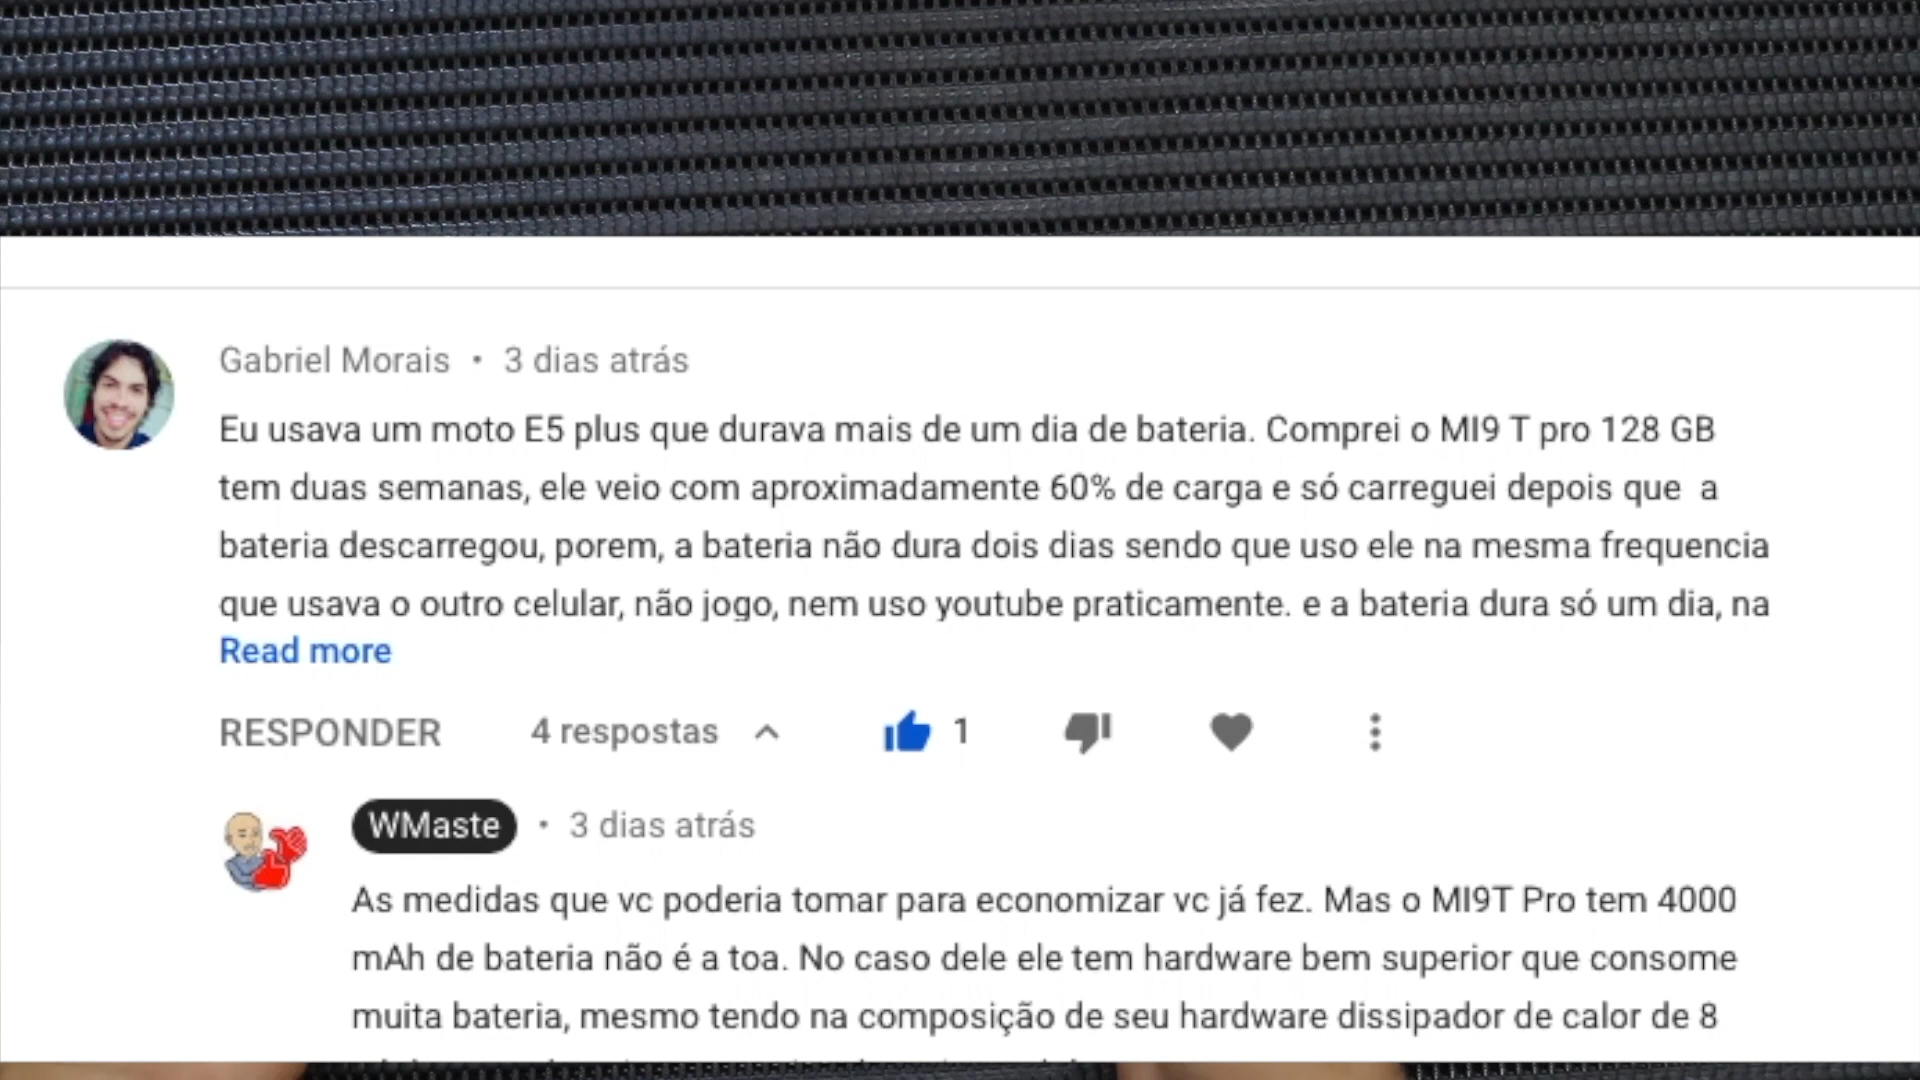 Gabriel Morais • 3 dias atrás
Eu usava um moto E5 plus que durava mais de um dia de bateria. Comprei o MI9 T pro 128 GB
tem duas semanas, ele veio com aproximadamente 60% de carga e só carreguei depois que a
bateria descarregou, porem, a bateria não dura dois dias sendo que uso ele na mesma frequencia
que usava o outro celular, não jogo, nem uso youtube praticamente. e a bateria dura só um dia, na
Read more
RESPONDER 4 respostas 1
WMaste • 3 dias atrás
As medidas que vc poderia tomar para economizar vc já fez. Mas o MI9T Pro tem 4000
mAh de bateria não é a toa. No caso dele ele tem hardware bem superior que consome
muita bateria, mesmo tendo na composição de seu hardware dissipador de calor de 8